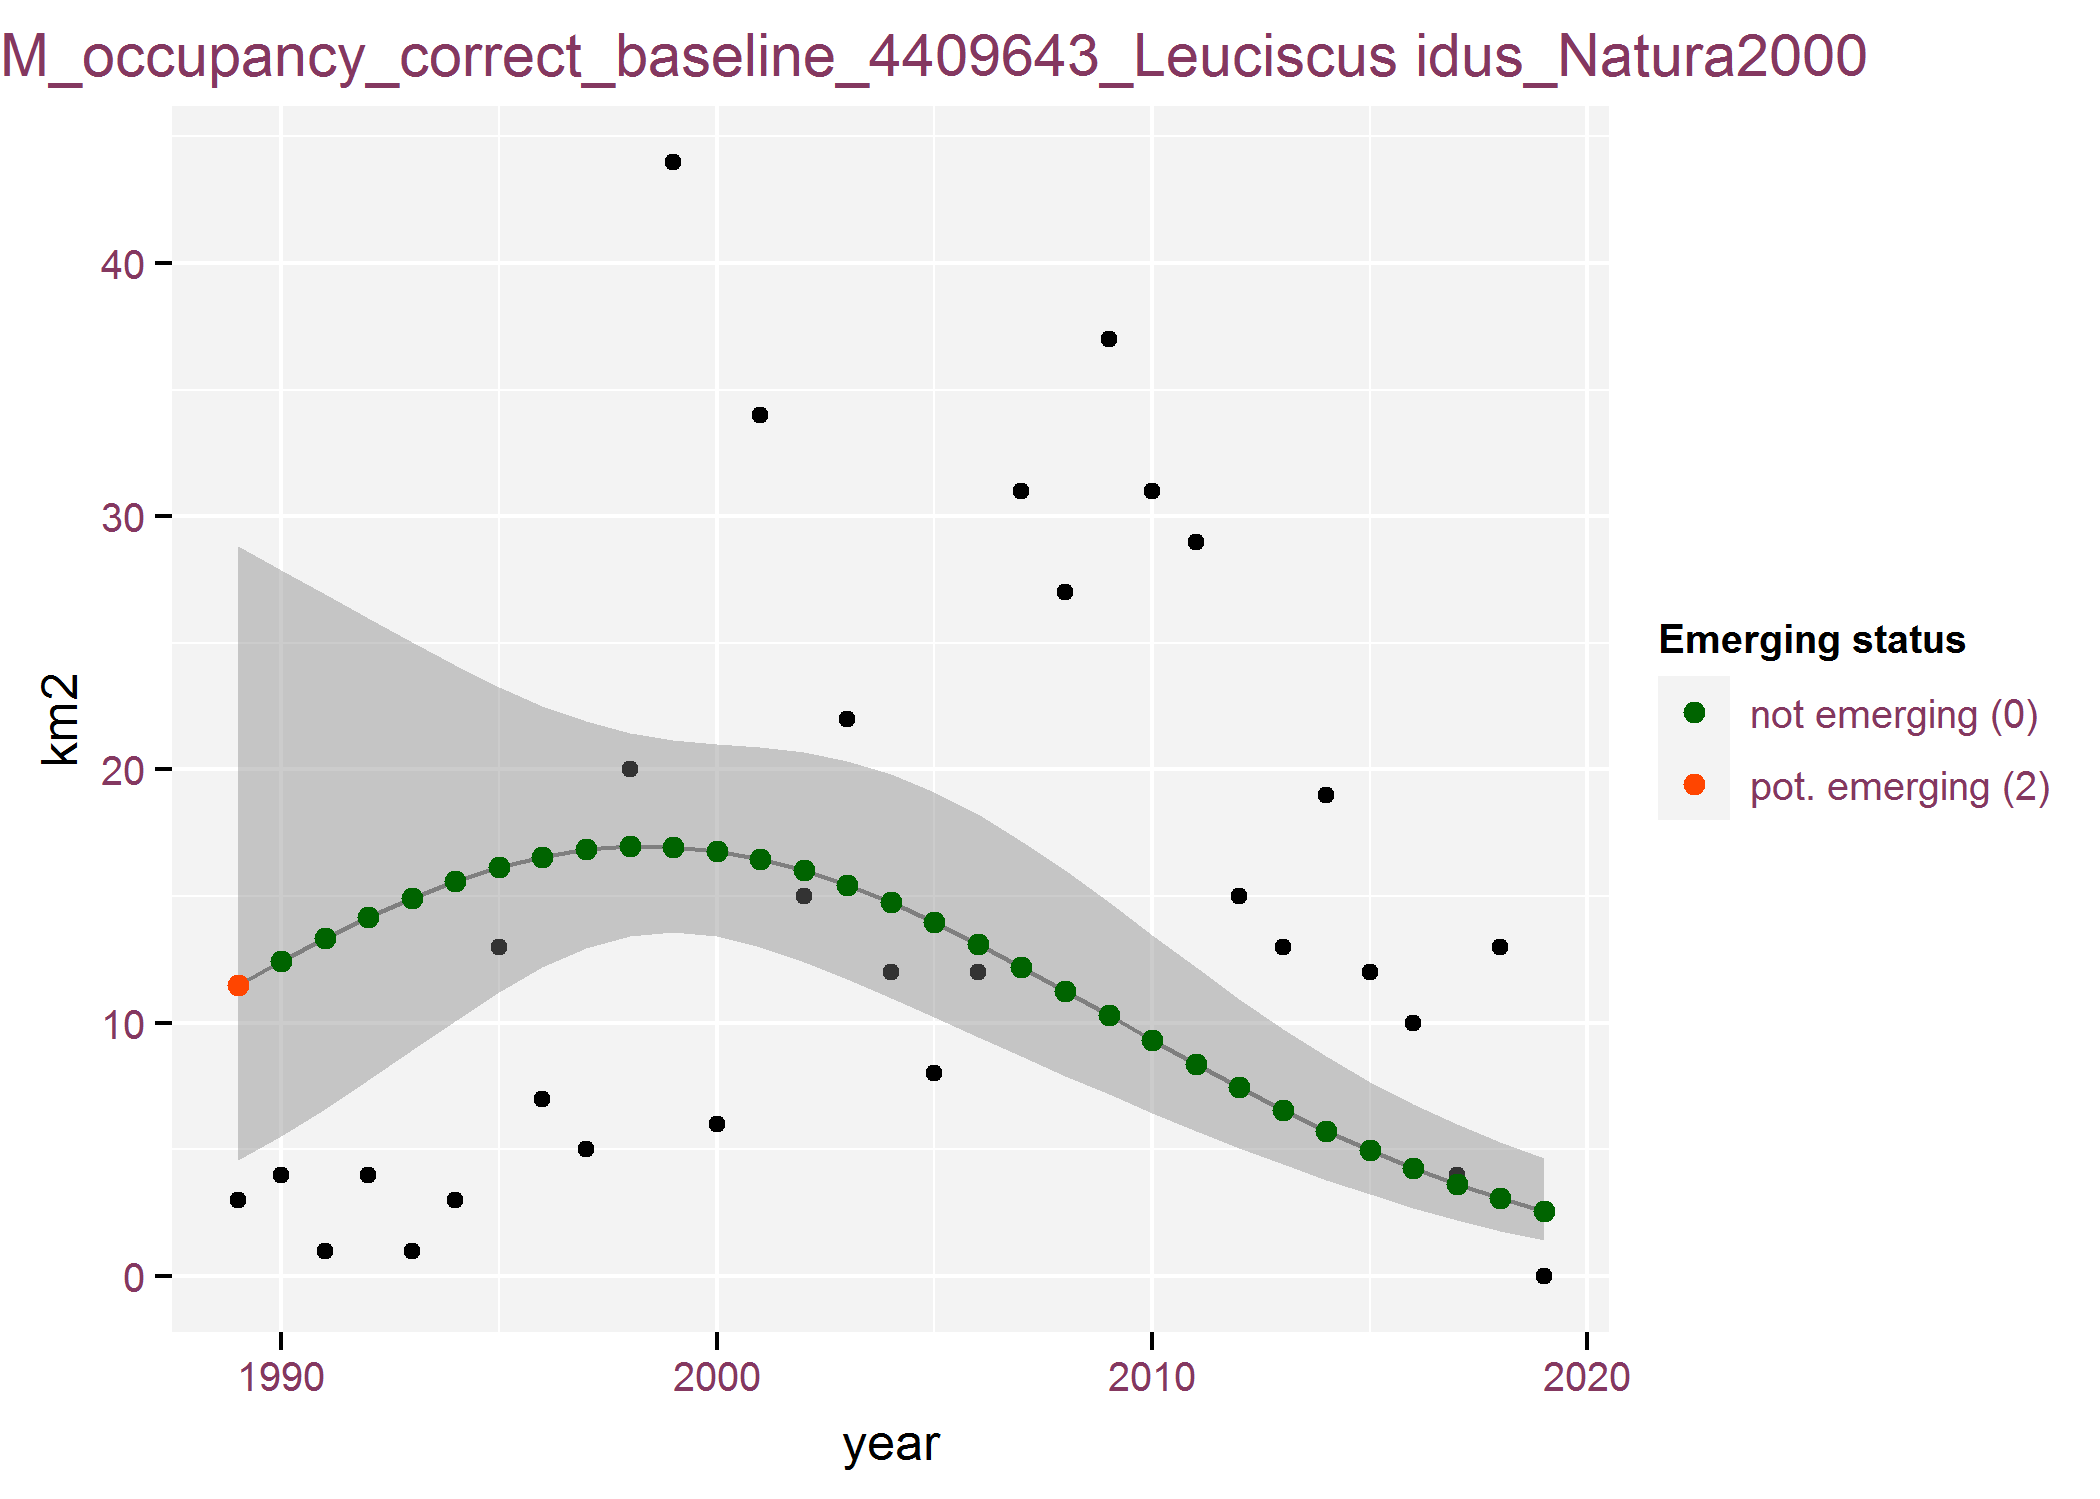 M_occupancy_correct_baseline_4409643_Leuciscus idus_Natura2000
40
30
20
10
0
km2
1990
2000
2010
2020
year
Emerging status
not emerging (0)
pot. emerging (2)